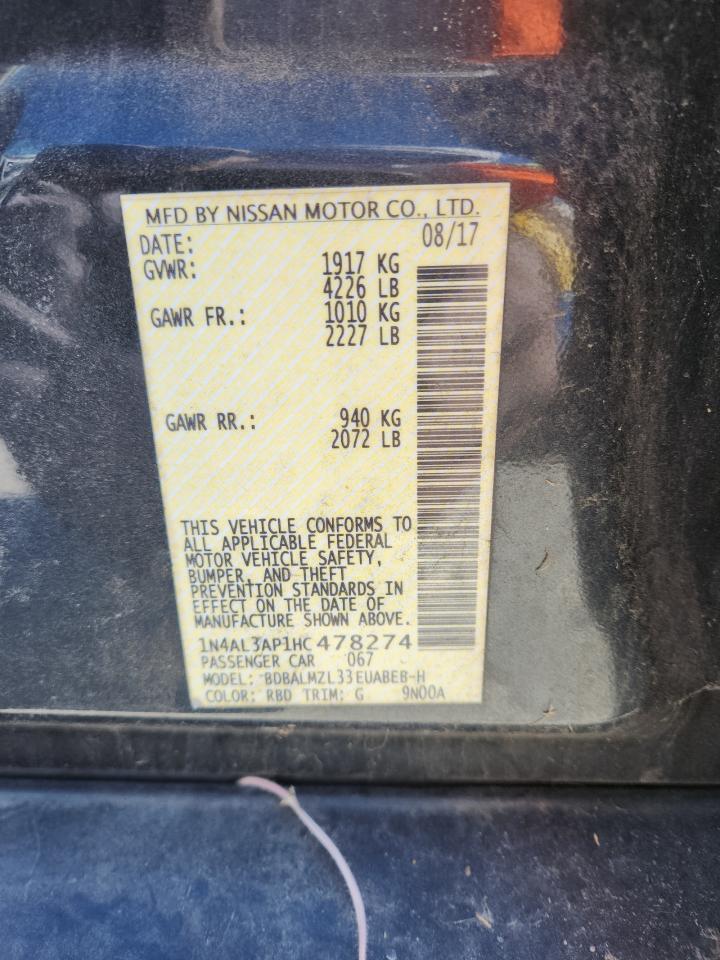 MFD BY NISSAN MOTOR CO., LTD.
DATE: 08/17
GVWR: 1917 KG
4226 LB
GAWR FR.: 1010 KG
2227 LB
GAWR RR.: 940 KG
2072 LB
THIS VEHICLE CONFORMS TO
ALL APPLICABLE FEDERAL
MOTOR VEHICLE SAFETY,
BUMPER, AND THEFT
PREVENTION STANDARDS IN
EFFECT ON THE DATE OF
MANUFACTURE SHOWN ABOVE.
1N4AL3AP1HC478274
PASSENGER CAR 067
MODEL: BDBALMZL33EUABEB-H
COLOR: RBD TRIM: G 9N00A